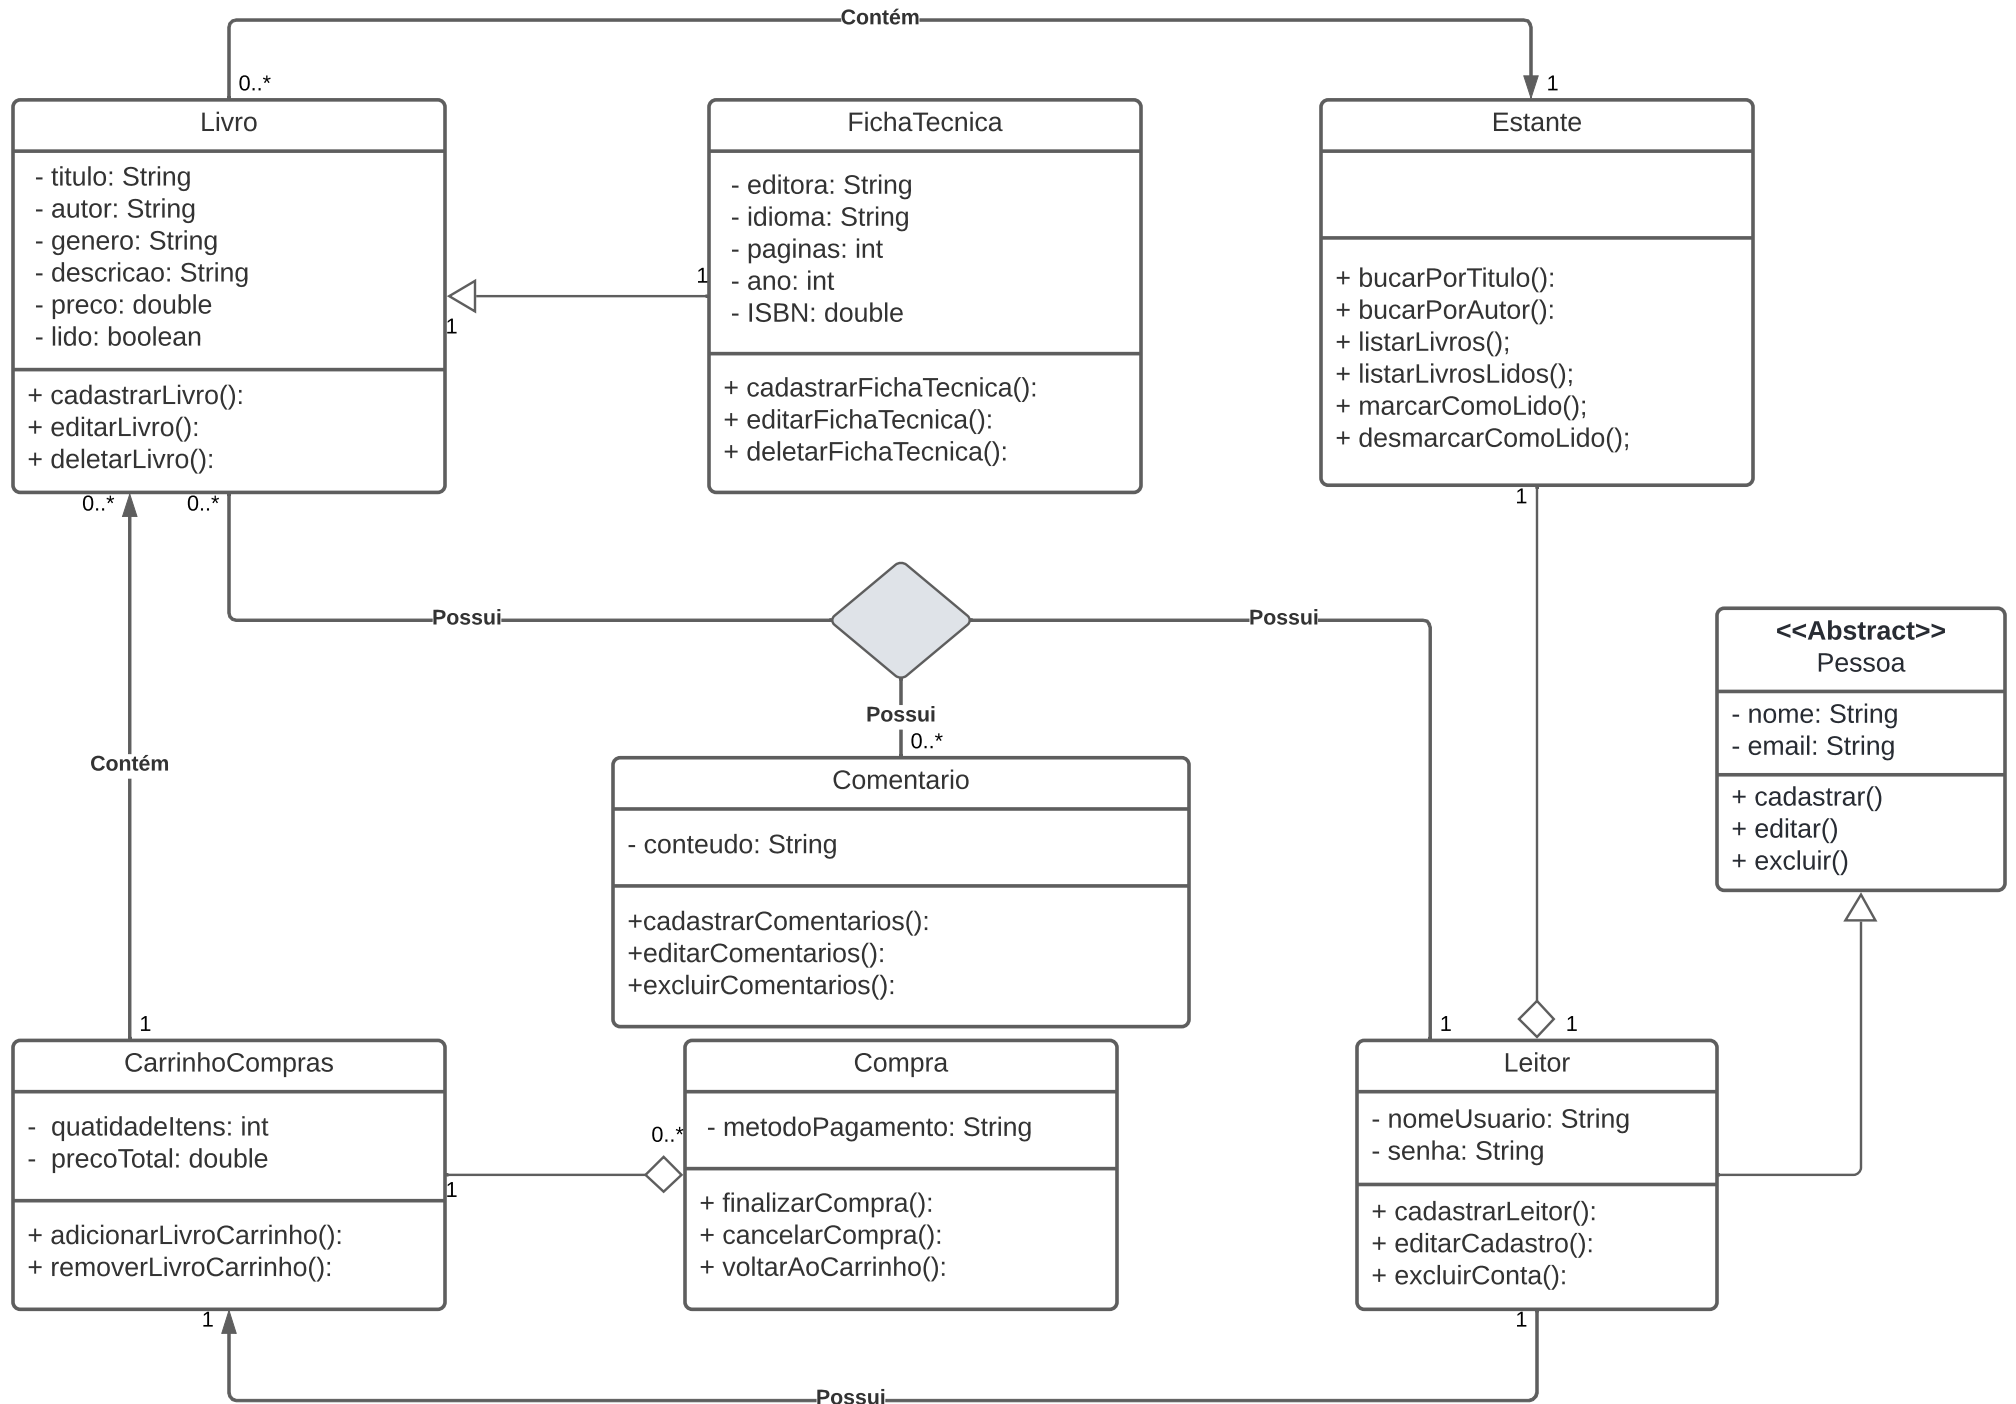 Contém
0..*
1
Livro
- titulo: String
- autor: String
- genero: String
- descricao: String
- preco: double
- lido: boolean
+ cadastrarLivro():
+ editarLivro():
+ deletarLivro():
1
1
FichaTecnica
- editora: String
- idioma: String
- paginas: int
- ano: int
- ISBN: double
+ cadastrarFichaTecnica():
+ editarFichaTecnica():
+ deletarFichaTecnica():
Estante
+ bucarPorTitulo():
+ bucarPorAutor():
+ listarLivros();
+ listarLivrosLidos();
+ marcarComoLido();
+ desmarcarComoLido();
0..*
0..*
1
Possui
Possui
Possui
0..*
<<Abstract>>
Pessoa
- nome: String
- email: String
+ cadastrar()
+ editar()
+ excluir()
Contém
Comentario
- conteudo: String
+cadastrarComentarios():
+editarComentarios():
+excluirComentarios():
1
1
1
CarrinhoCompras
- quatidadeItens: int
- precoTotal: double
+ adicionarLivroCarrinho():
+ removerLivroCarrinho():
0..*
1
Compra
- metodoPagamento: String
+ finalizarCompra():
+ cancelarCompra():
+ voltarAoCarrinho():
Leitor
- nomeUsuario: String
- senha: String
+ cadastrarLeitor():
+ editarCadastro():
+ excluirConta():
1
1
Possui